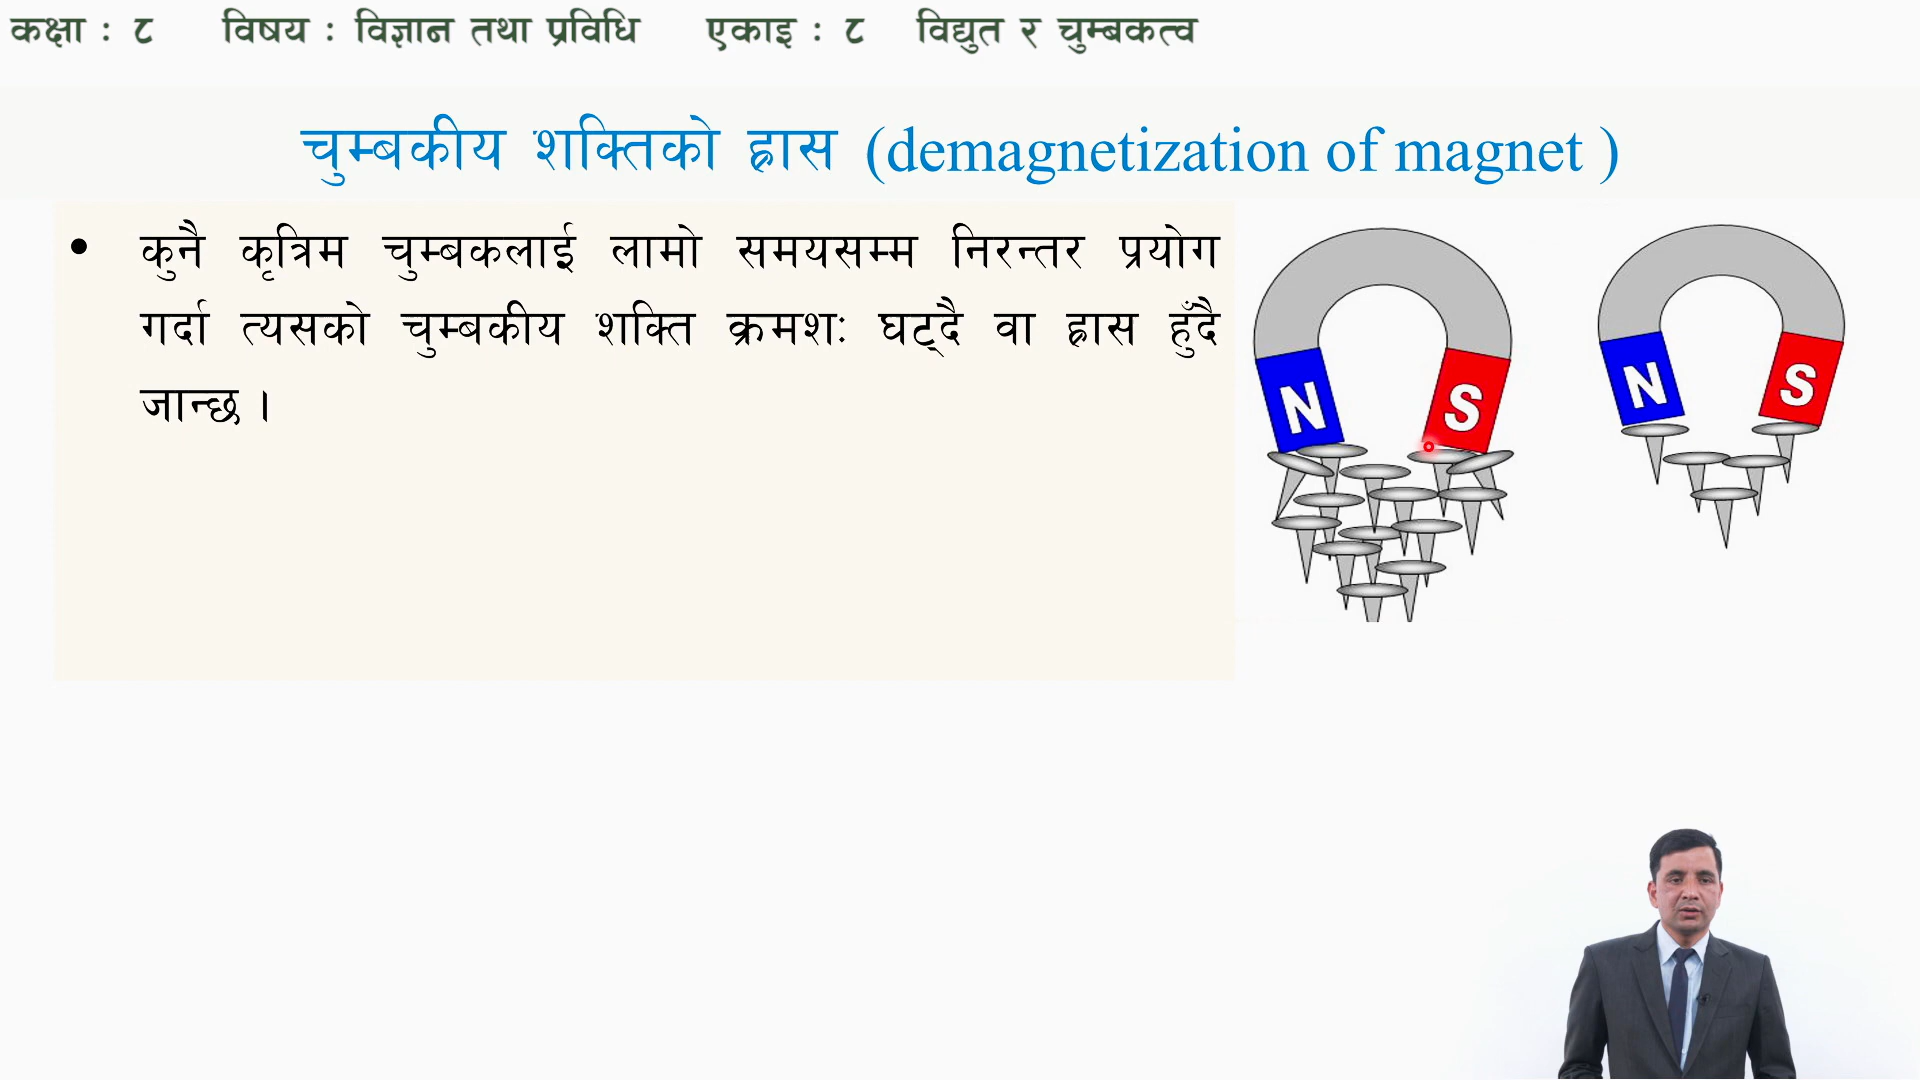 कक्षा : ८ विषय : विज्ञान तथा प्रविधि एकाइ : ८ विद्युत र चुम्बकत्व
चुम्बकीय शक्तिको ह्रास (demagnetization of magnet )
• कुनै कृत्रिम चुम्बकलाई लामो समयसम्म निरन्तर प्रयोग
गर्दा त्यसको चुम्बकीय शक्ति क्रमशः घट्दै वा ह्रास हुँदै
जान्छ ।
N S N S